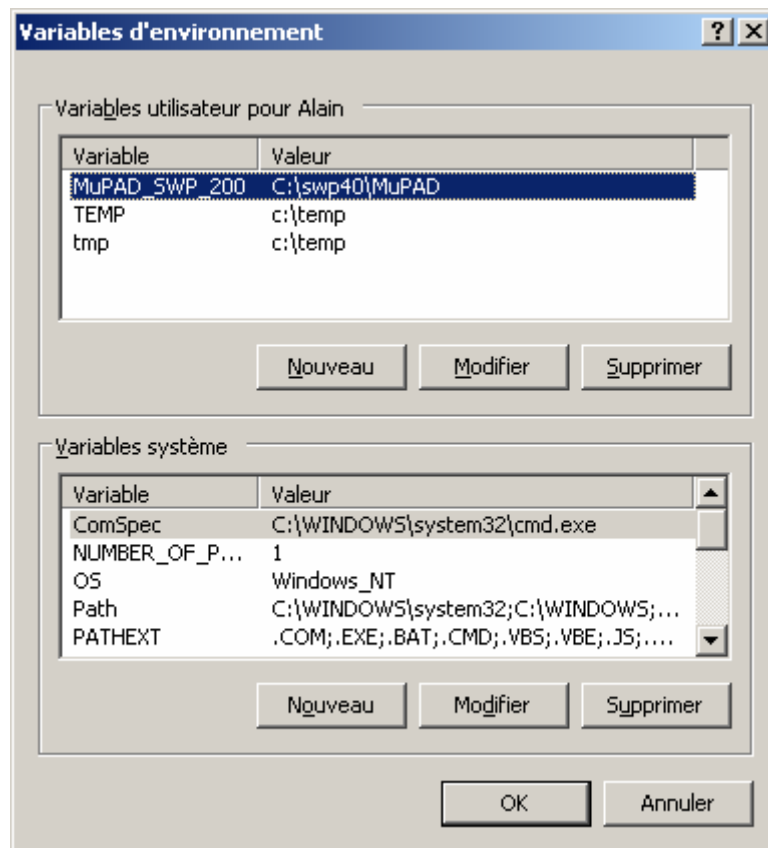 Variables d'environnement
Variables utilisateur pour Alain
Variable Valeur
MuPAD_SWP_200 C:\swp40\MuPAD
TEMP c:\temp
tmp c:\temp
Nouveau Modifier Supprimer
Variables système
Variable Valeur
ComSpec C:\WINDOWS\system32\cmd.exe
NUMBER_OF_P... 1
OS Windows_NT
Path C:\WINDOWS\system32;C:\WINDOWS;...
PATHEXT .COM;.EXE;.BAT;.CMD;.VBS;.VBE;.JS;....
Nouveau Modifier Supprimer
OK Annuler